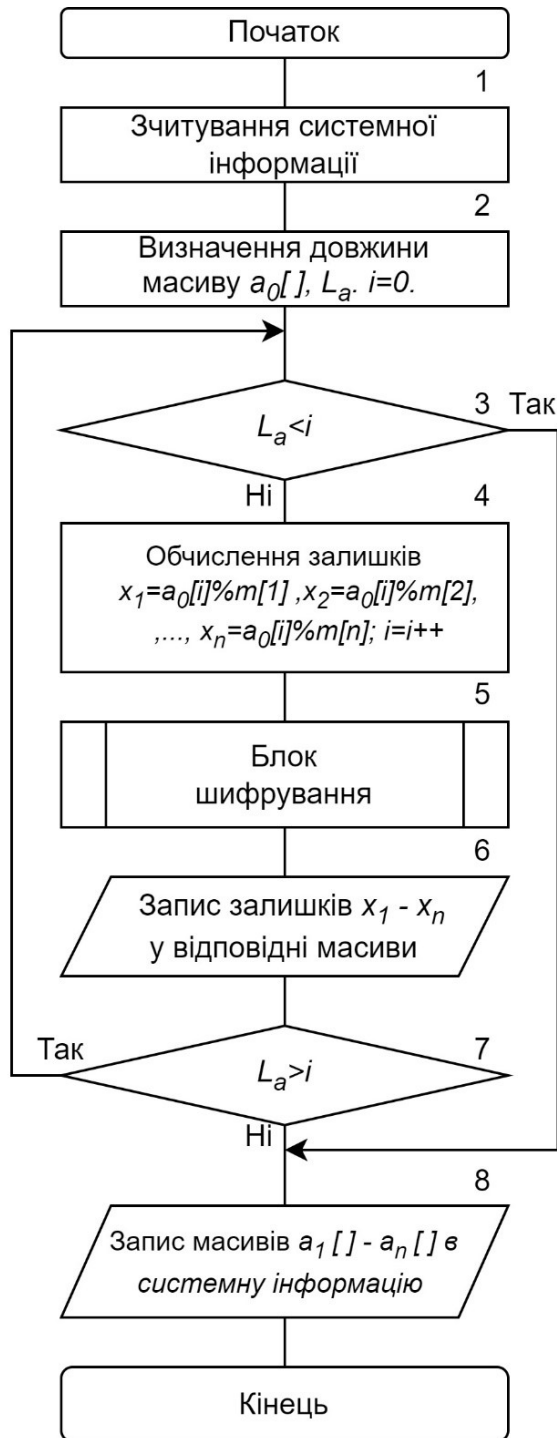 Початок
1
Зчитування системної
інформації
2
Визначення довжини
масиву a₀[ ], Lₐ. i=0.
3 Так
Lₐ<i
Ні
4
Обчислення залишків
x₁=a₀[i]%m[1] ,x₂=a₀[i]%m[2],
,..., xₙ=a₀[i]%m[n]; i=i++
5
Блок
шифрування
6
Запис залишків x₁ - xₙ
у відповідні масиви
Так
7
Lₐ>i
Ні
8
Запис масивів a₁ [ ] - aₙ [ ] в
системну інформацію
Кінець